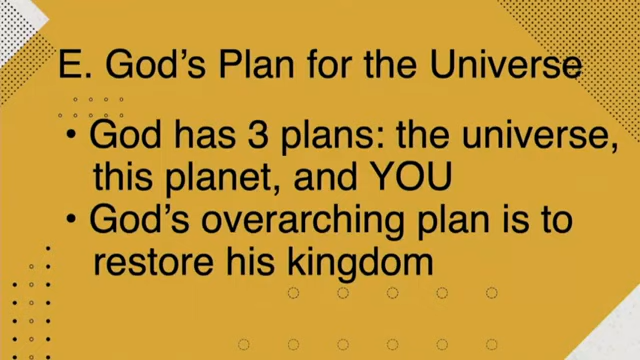 E. God's Plan for the Universe
• God has 3 plans: the universe,
this planet, and YOU
• God's overarching plan is to
restore his kingdom